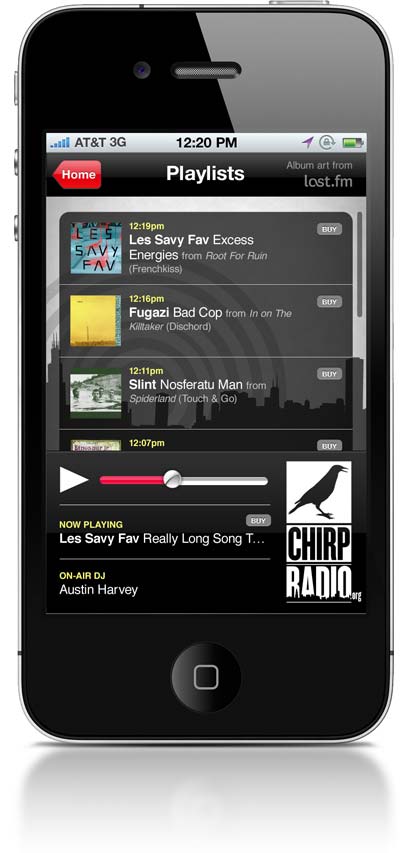 AT&T 3G 12:20 PM
Home Playlists Album art from
last.fm
LES
SAVY
FAV
12:19pm BUY
Les Savy Fav Excess
Energies from Root For Ruin
(Frenchkiss)
12:16pm BUY
Fugazi Bad Cop from In on The
Killtaker (Dischord)
12:11pm BUY
Slint Nosferatu Man from
Spiderland (Touch & Go)
12:07pm BUY
NOW PLAYING BUY
Les Savy Fav Really Long Song T...
ON-AIR DJ
Austin Harvey
CHIRP
RADIO.org